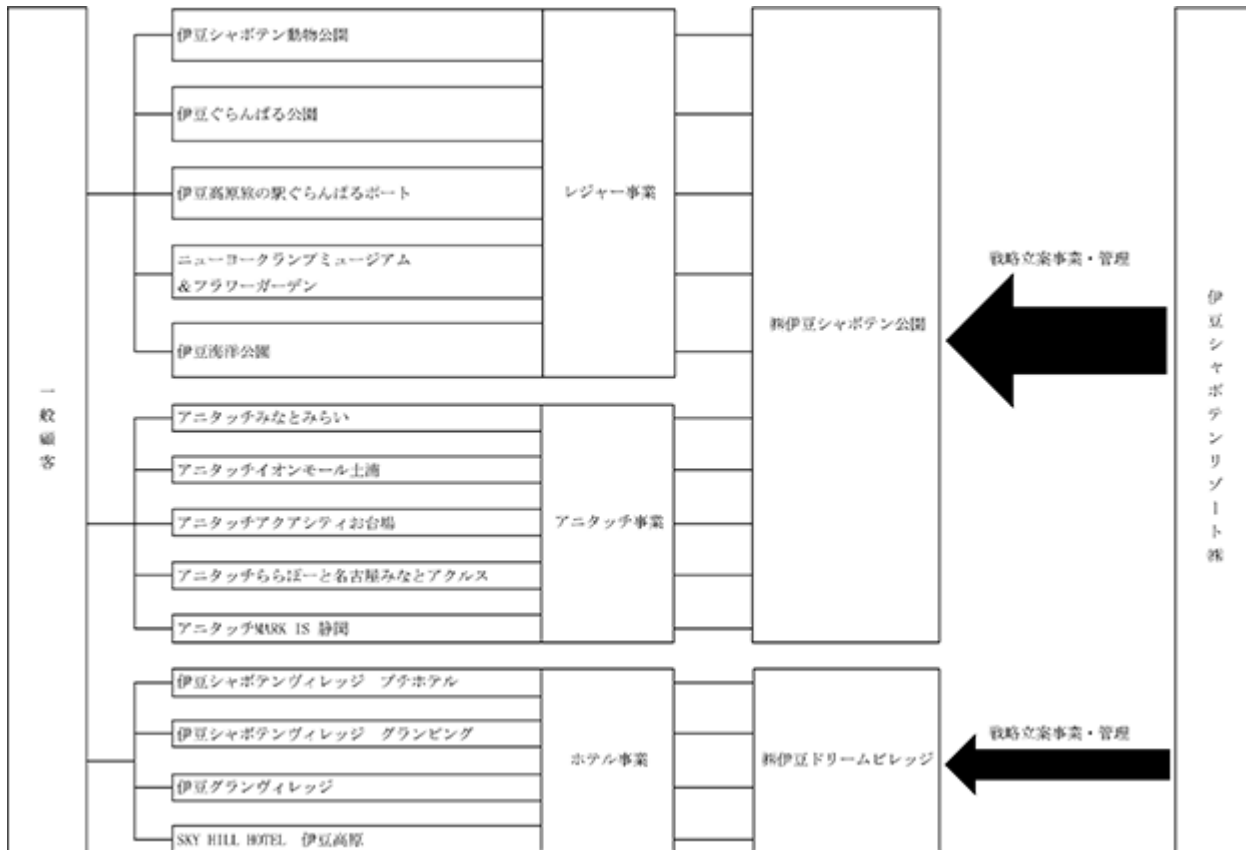 一般顧客
伊豆シャボテン動物公園
伊豆ぐらんぱる公園
伊豆高原旅の駅ぐらんぱるポート
ニューヨークランプミュージアム
&フラワーガーデン
伊豆海洋公園
レジャー事業
アニタッチみなとみらい
アニタッチイオンモール土浦
アニタッチアクアシティお台場
アニタッチららぽーと名古屋みなとアクルス
アニタッチMARK IS 静岡
アニタッチ事業
伊豆シャボテンヴィレッジ プチホテル
伊豆シャボテンヴィレッジ グランピング
伊豆グランヴィレッジ
SKY HILL HOTEL 伊豆高原
ホテル事業
㈱伊豆シャボテン公園
㈱伊豆ドリームビレッジ
戦略立案事業・管理
戦略立案事業・管理
伊豆シャボテンリゾート㈱